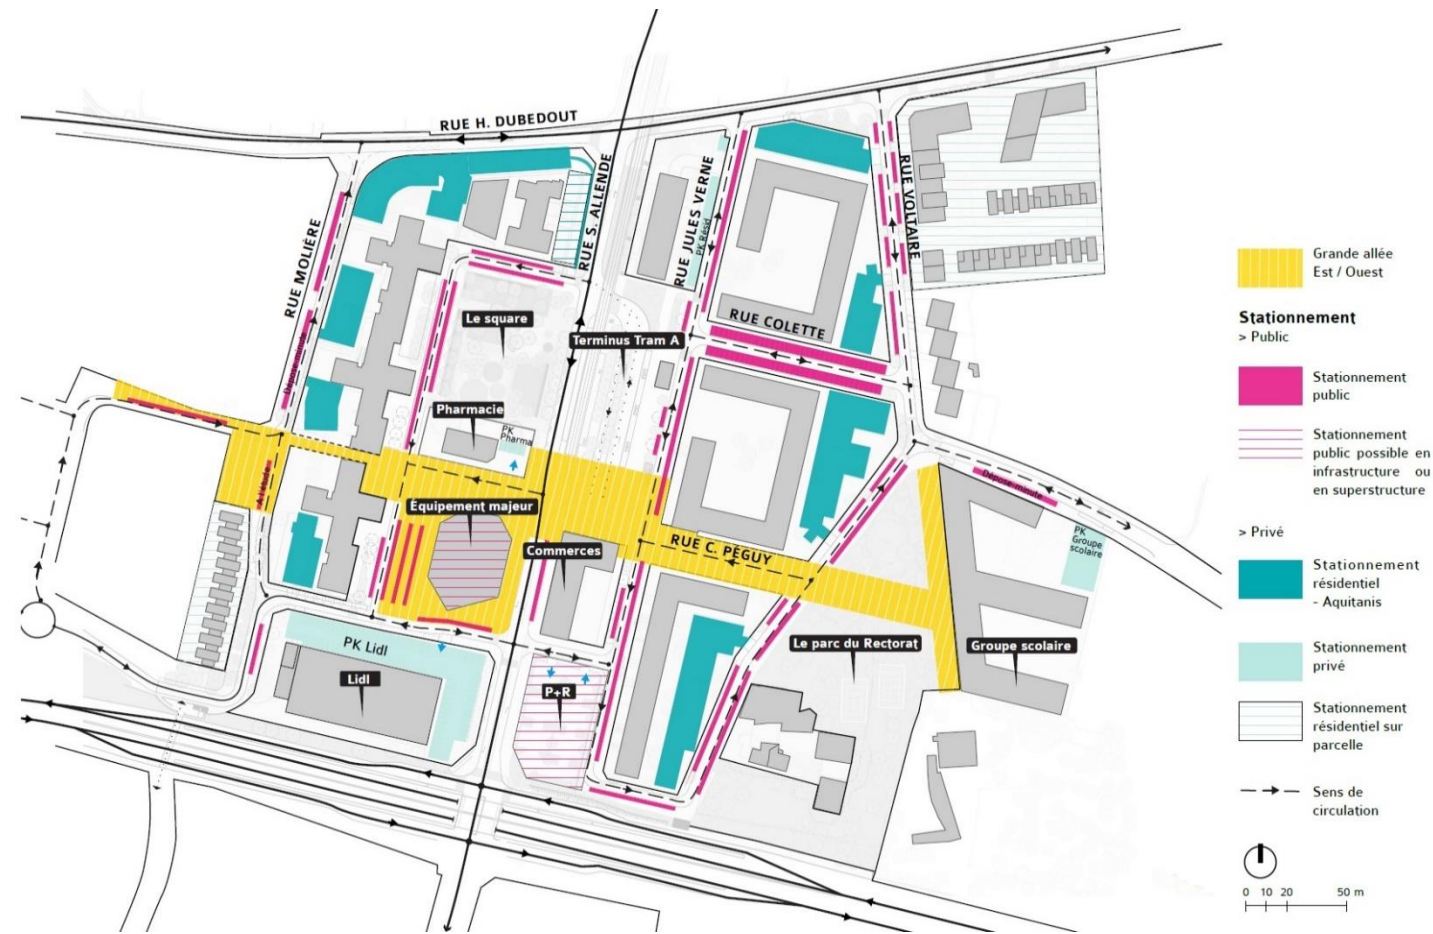 RUE H. DUBEDOUT
RUE MOLIÈRE
RUE S. ALLENDE
RUE JULES VERNE
PK Résid
RUE VOLTAIRE
RUE COLETTE
Le square
Terminus Tram A
Dépose-minute
Pharmacie
PK
Pharma
À l'étude
Équipement majeur
Commerces
RUE C. PÉGUY
Dépose-minute
PK
Groupe
scolaire
PK Lidl
Lidl
P+R
Le parc du Rectorat
Groupe scolaire
Grande allée
Est / Ouest
Stationnement
> Public
Stationnement
public
Stationnement
public possible en
infrastructure ou
en superstructure
> Privé
Stationnement
résidentiel
- Aquitanis
Stationnement
privé
Stationnement
résidentiel sur
parcelle
Sens de
circulation
0 10 20 50 m